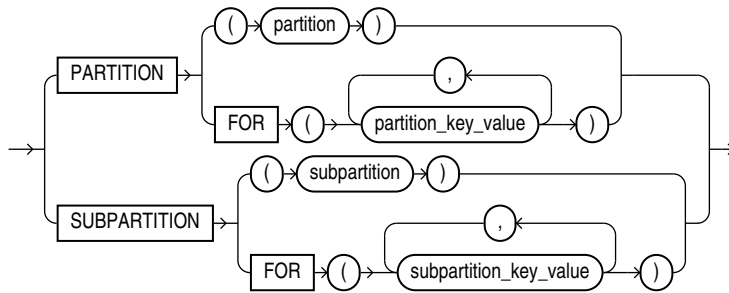 ( partition )
,
PARTITION
FOR ( partition_key_value )
( subpartition )
,
SUBPARTITION
FOR ( subpartition_key_value )